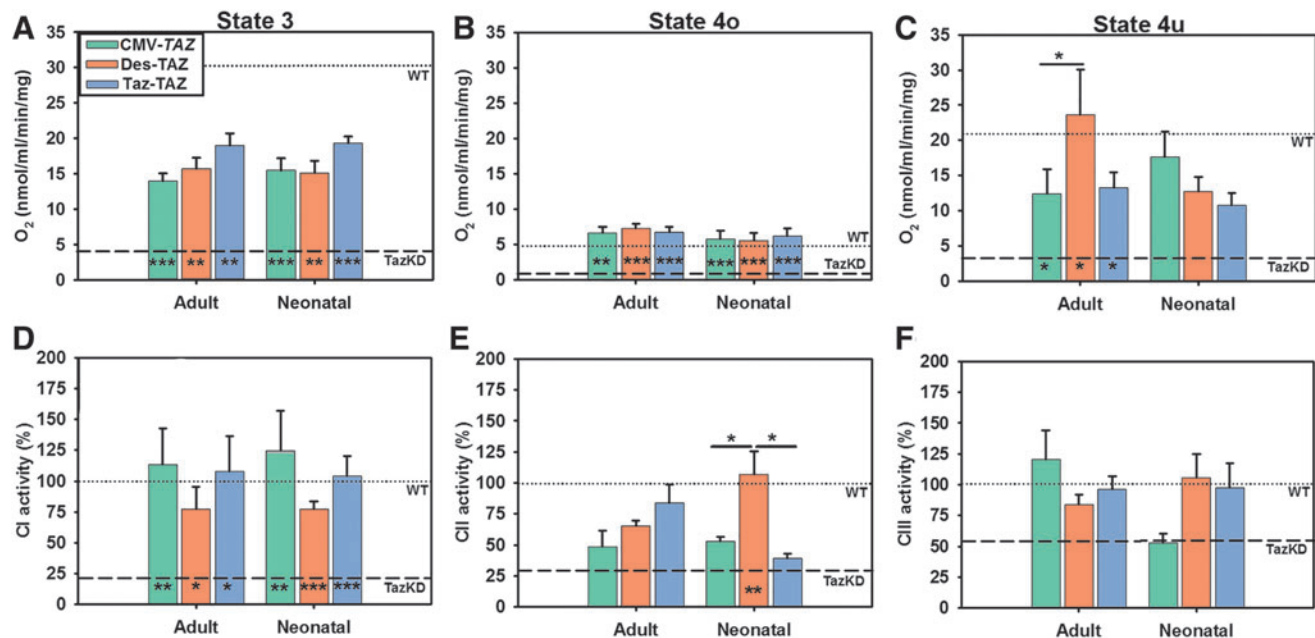 State 3
State 4o
State 4u
A
35
30
25
20
15
10
5
0
O₂ (nmol/ml/min/mg)
CMV-TAZ
Des-TAZ
Taz-TAZ
WT
TazKD
*** ** ** *** ** ***
Adult Neonatal
B
35
30
25
20
15
10
5
0
O₂ (nmol/ml/min/mg)
WT
TazKD
** *** *** *** *** ***
Adult Neonatal
C
35
30
25
20
15
10
5
0
O₂ (nmol/ml/min/mg)
*
WT
TazKD
* * *
Adult Neonatal
D
200
175
150
125
100
75
50
25
0
CI activity (%)
WT
TazKD
** * * ** *** ***
Adult Neonatal
E
200
175
150
125
100
75
50
25
0
CII activity (%)
* *
WT
TazKD
**
Adult Neonatal
F
200
175
150
125
100
75
50
25
0
CIII activity (%)
WT
TazKD
Adult Neonatal